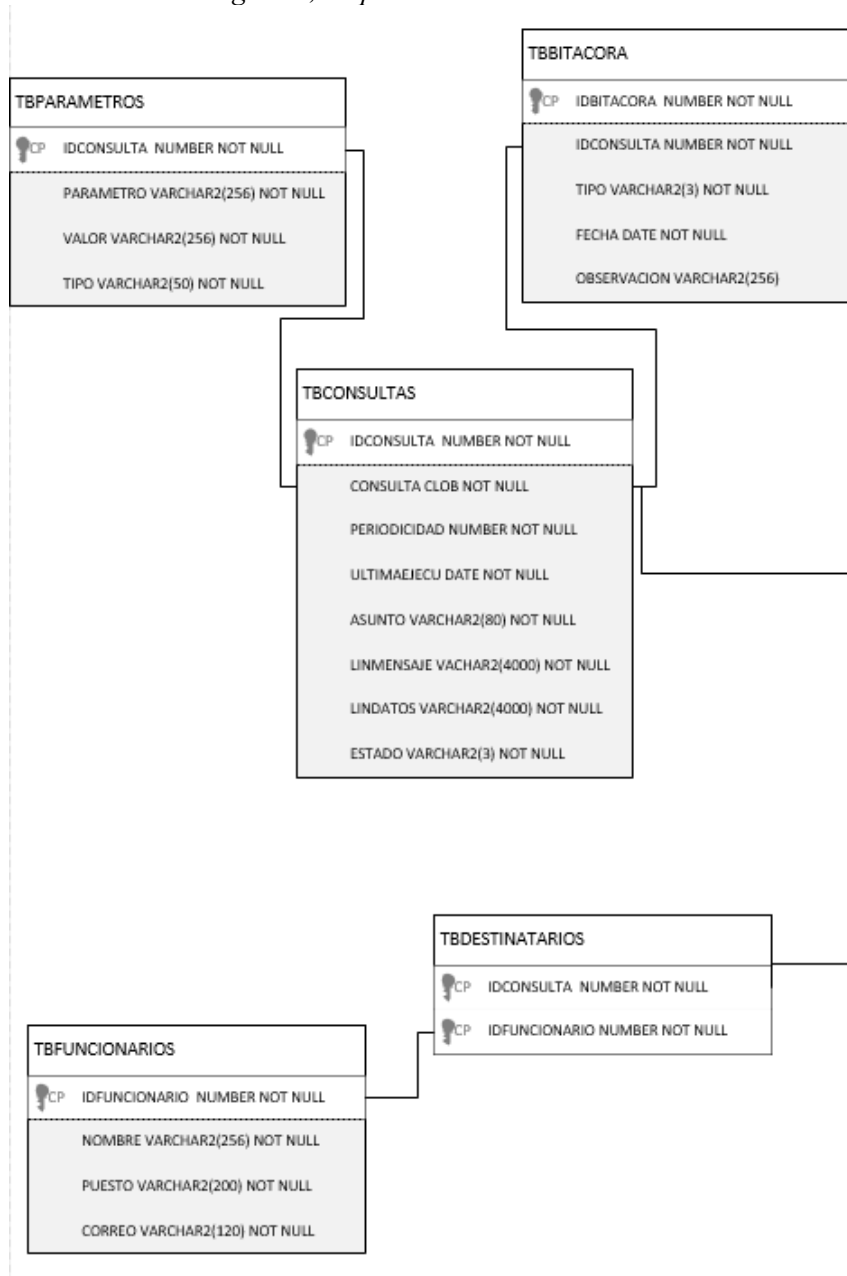 TBBITACORA
CP IDBITACORA NUMBER NOT NULL
IDCONSULTA NUMBER NOT NULL
TIPO VARCHAR2(3) NOT NULL
FECHA DATE NOT NULL
OBSERVACION VARCHAR2(256)
TBPARAMETROS
CP IDCONSULTA NUMBER NOT NULL
PARAMETRO VARCHAR2(256) NOT NULL
VALOR VARCHAR2(256) NOT NULL
TIPO VARCHAR2(50) NOT NULL
TBCONSULTAS
CP IDCONSULTA NUMBER NOT NULL
CONSULTA CLOB NOT NULL
PERIODICIDAD NUMBER NOT NULL
ULTIMAEJECU DATE NOT NULL
ASUNTO VARCHAR2(80) NOT NULL
LINMENSAJE VACHAR2(4000) NOT NULL
LINDATOS VARCHAR2(4000) NOT NULL
ESTADO VARCHAR2(3) NOT NULL
TBDESTINATARIOS
CP IDCONSULTA NUMBER NOT NULL
CP IDFUNCIONARIO NUMBER NOT NULL
TBFUNCIONARIOS
CP IDFUNCIONARIO NUMBER NOT NULL
NOMBRE VARCHAR2(256) NOT NULL
PUESTO VARCHAR2(200) NOT NULL
CORREO VARCHAR2(120) NOT NULL